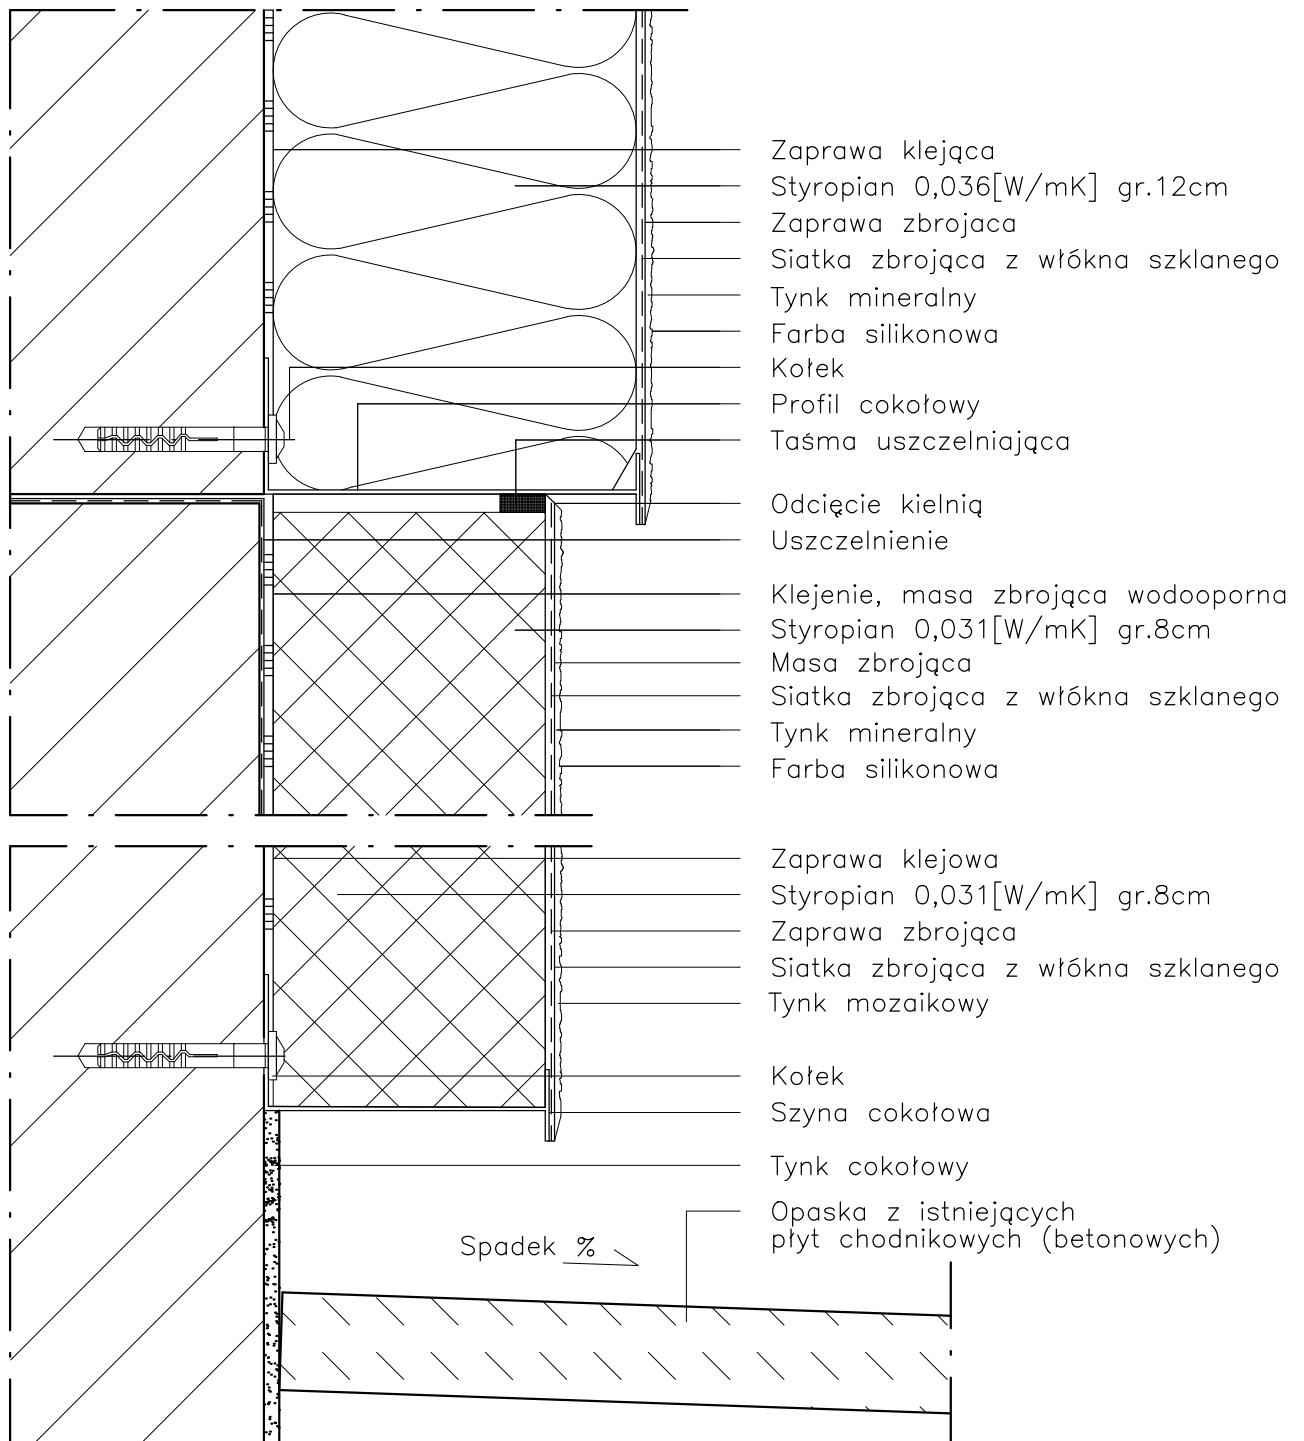 Zaprawa klejąca
Styropian 0,036[W/mK] gr.12cm
Zaprawa zbrojaca
Siatka zbrojąca z włókna szklanego
Tynk mineralny
Farba silikonowa
Kołek
Profil cokołowy
Taśma uszczelniająca
Odcięcie kielnią
Uszczelnienie
Klejenie, masa zbrojąca wodooporna
Styropian 0,031[W/mK] gr.8cm
Masa zbrojąca
Siatka zbrojąca z włókna szklanego
Tynk mineralny
Farba silikonowa
Zaprawa klejowa
Styropian 0,031[W/mK] gr.8cm
Zaprawa zbrojąca
Siatka zbrojąca z włókna szklanego
Tynk mozaikowy
Kołek
Szyna cokołowa
Tynk cokołowy
Opaska z istniejących
płyt chodnikowych (betonowych)
Spadek %